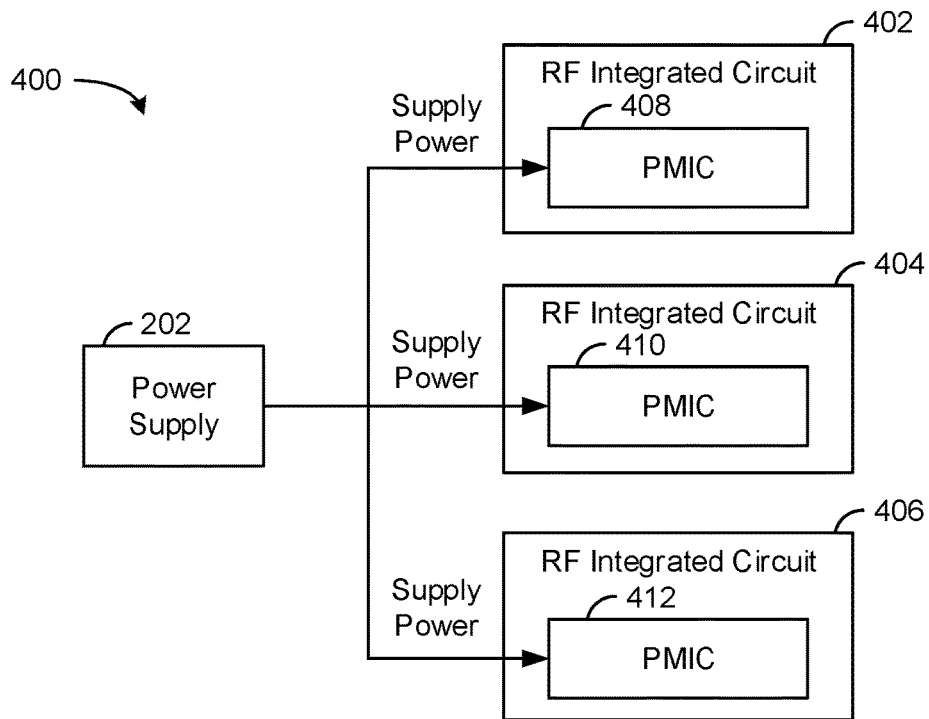 400
402
RF Integrated Circuit
408
PMIC
Supply
Power
404
RF Integrated Circuit
410
PMIC
Supply
Power
202
Power
Supply
406
RF Integrated Circuit
412
PMIC
Supply
Power